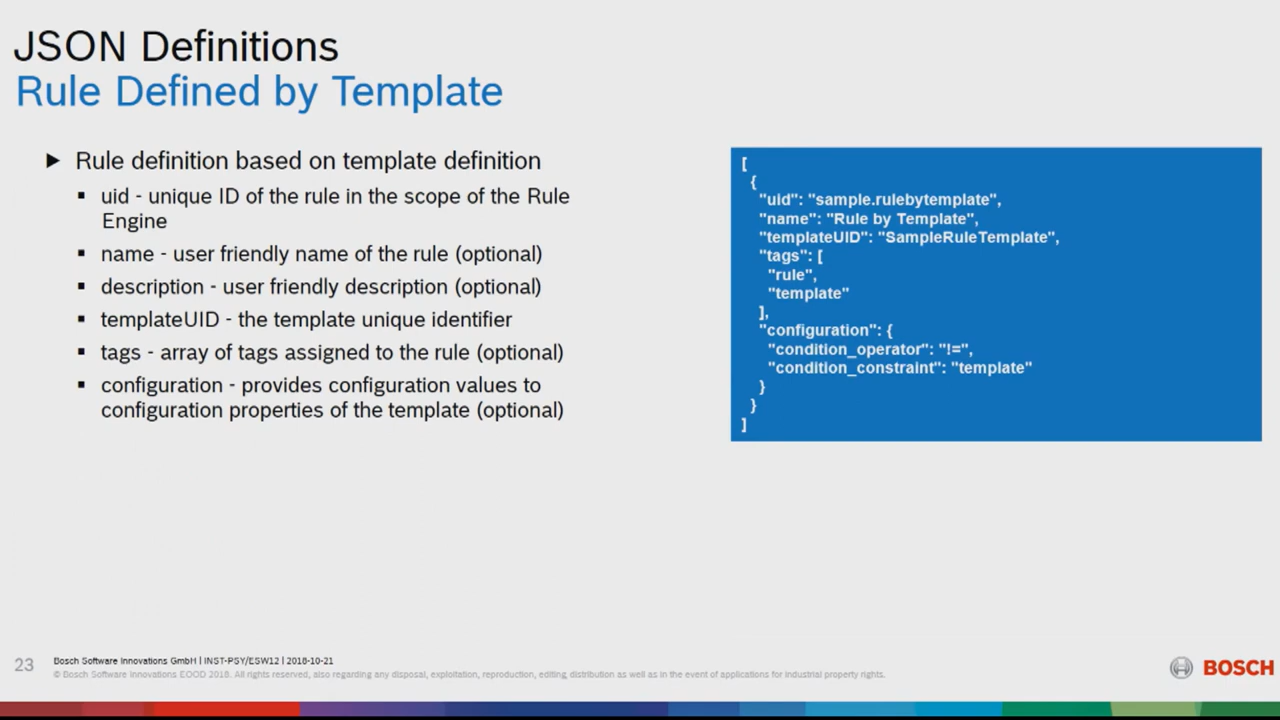 JSON Definitions
Rule Defined by Template
Rule definition based on template definition
uid - unique ID of the rule in the scope of the Rule
Engine
name - user friendly name of the rule (optional)
description - user friendly description (optional)
templateUID - the template unique identifier
tags - array of tags assigned to the rule (optional)
configuration - provides configuration values to
configuration properties of the template (optional)
[
{
"uid": "sample.rulebytemplate",
"name": "Rule by Template",
"templateUID": "SampleRuleTemplate",
"tags": [
"rule",
"template"
],
"configuration": {
"condition_operator": "!=",
"condition_constraint": "template"
}
}
]
23
Bosch Software Innovations GmbH | INST-PSY/ESW12 | 2018-10-21
© Bosch Software Innovations EOOD 2018. All rights reserved, also regarding any disposal, exploitation, reproduction, editing, distribution as well as in the event of applications for industrial property rights.
BOSCH